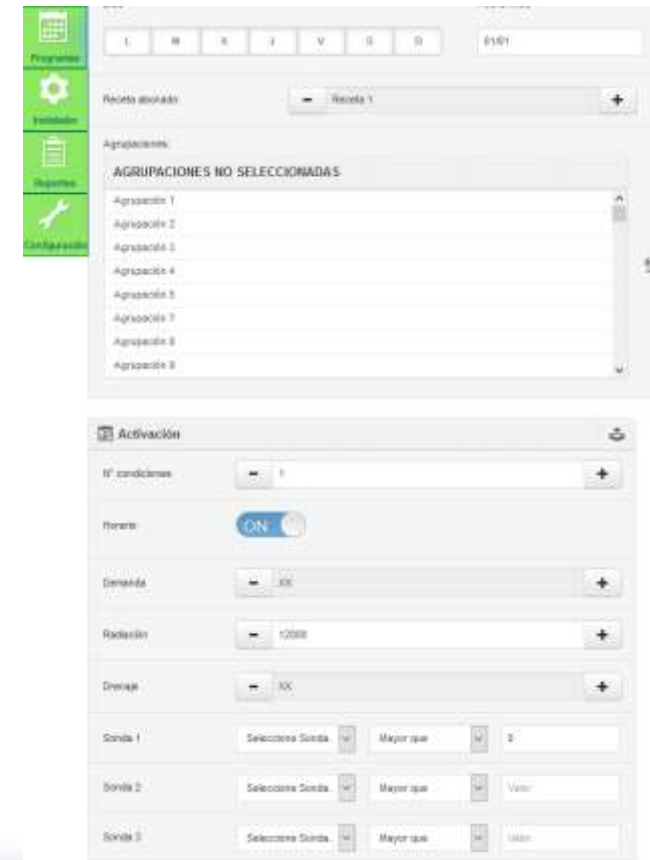 L M X J V S D 01/01
Programas
Receta abonado: Receta 1
Instalador
Agrupaciones:
AGRUPACIONES NO SELECCIONADAS
Reportes
Agrupación 1
Agrupación 2
Agrupación 3
Configuración
Agrupación 4
Agrupación 5
Agrupación 7
Agrupación 8
Agrupación 9
Activación
Nº condiciones 1
Horario ON
Demanda XX
Radiación 12000
Drenaje XX
Sonda 1 Seleccione Sonda. Mayor que
Sonda 2 Seleccione Sonda. Mayor que Valor
Sonda 3 Seleccione Sonda. Mayor que Valor